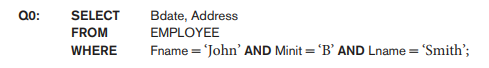 Q0: SELECT Bdate, Address
FROM EMPLOYEE
WHERE Fname = ‘John’ AND Minit = ‘B’ AND Lname = ‘Smith’;